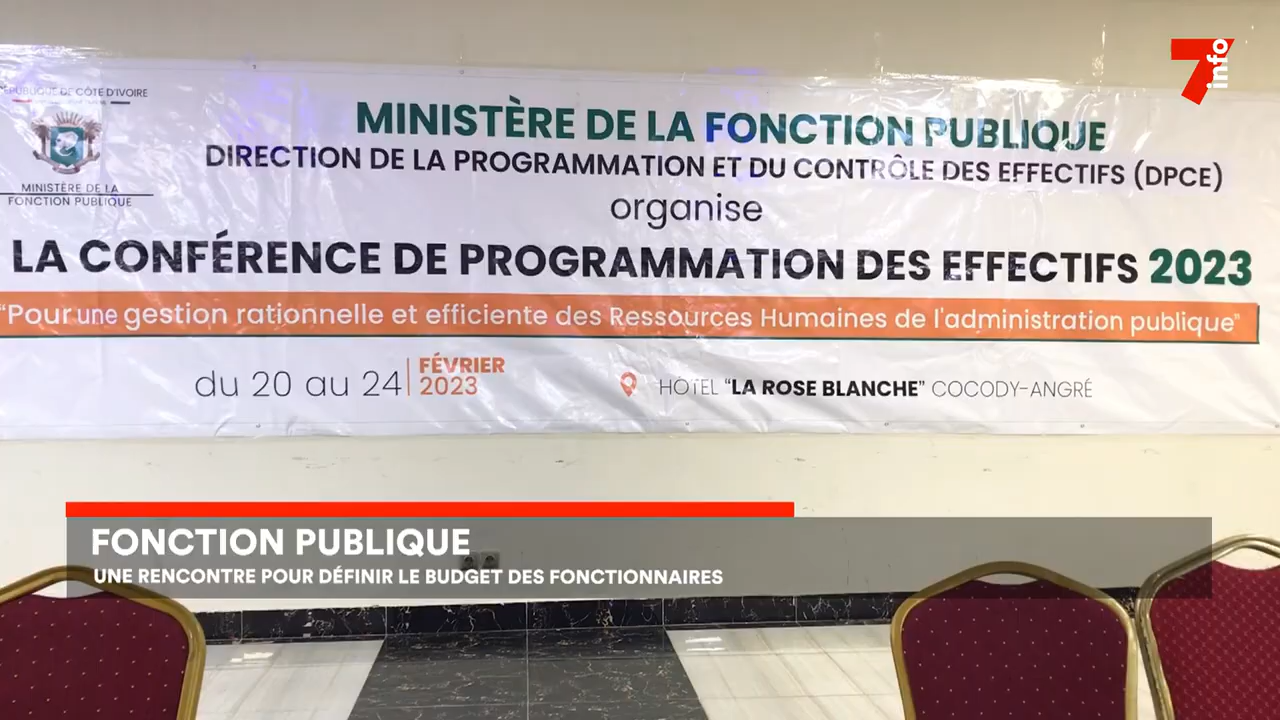 7info
RÉPUBLIQUE DE CÔTE D'IVOIRE
MINISTÈRE DE LA
FONCTION PUBLIQUE
MINISTÈRE DE LA FONCTION PUBLIQUE
DIRECTION DE LA PROGRAMMATION ET DU CONTRÔLE DES EFFECTIFS (DPCE)
organise
LA CONFÉRENCE DE PROGRAMMATION DES EFFECTIFS 2023
"Pour une gestion rationnelle et efficiente des Ressources Humaines de l'administration publique"
du 20 au 24 FÉVRIER 2023
HÔTEL "LA ROSE BLANCHE" COCODY-ANGRÉ
FONCTION PUBLIQUE
UNE RENCONTRE POUR DÉFINIR LE BUDGET DES FONCTIONNAIRES